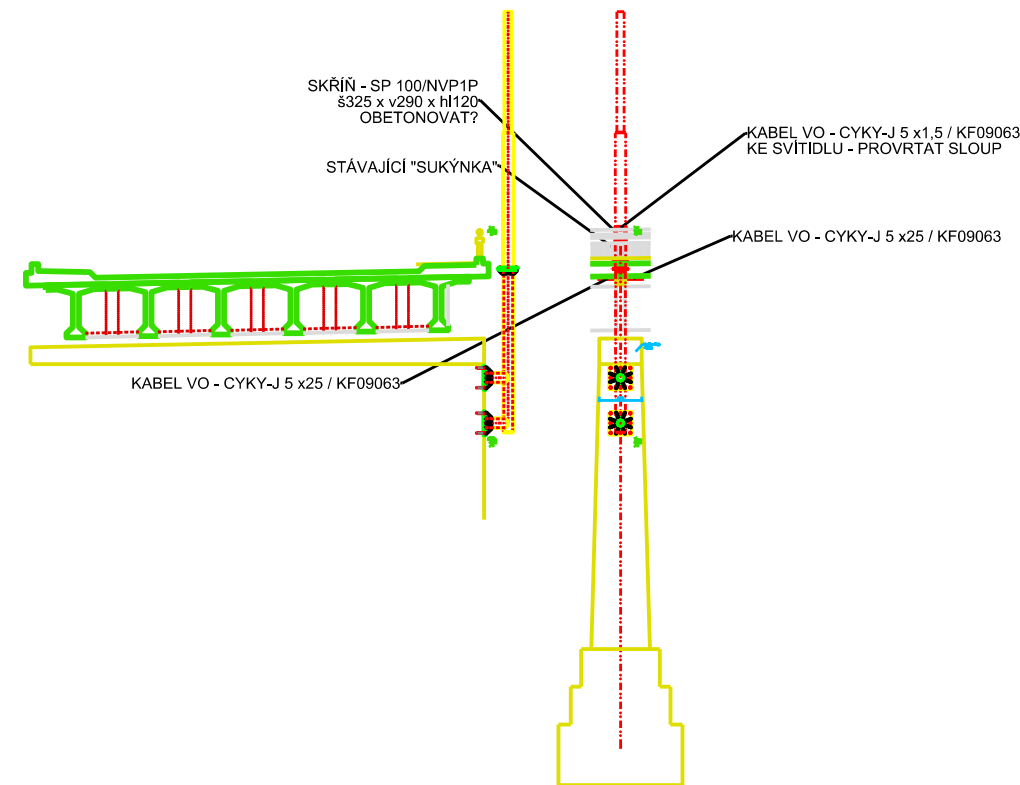 SKŘÍŇ - SP 100/NVP1P
š325 x v290 x hl120
OBETONOVAT?
STÁVAJÍCÍ "SUKÝNKA"
KABEL VO - CYKY-J 5 x1,5 / KF09063
KE SVÍTIDLU - PROVRTAT SLOUP
KABEL VO - CYKY-J 5 x25 / KF09063
KABEL VO - CYKY-J 5 x25 / KF09063